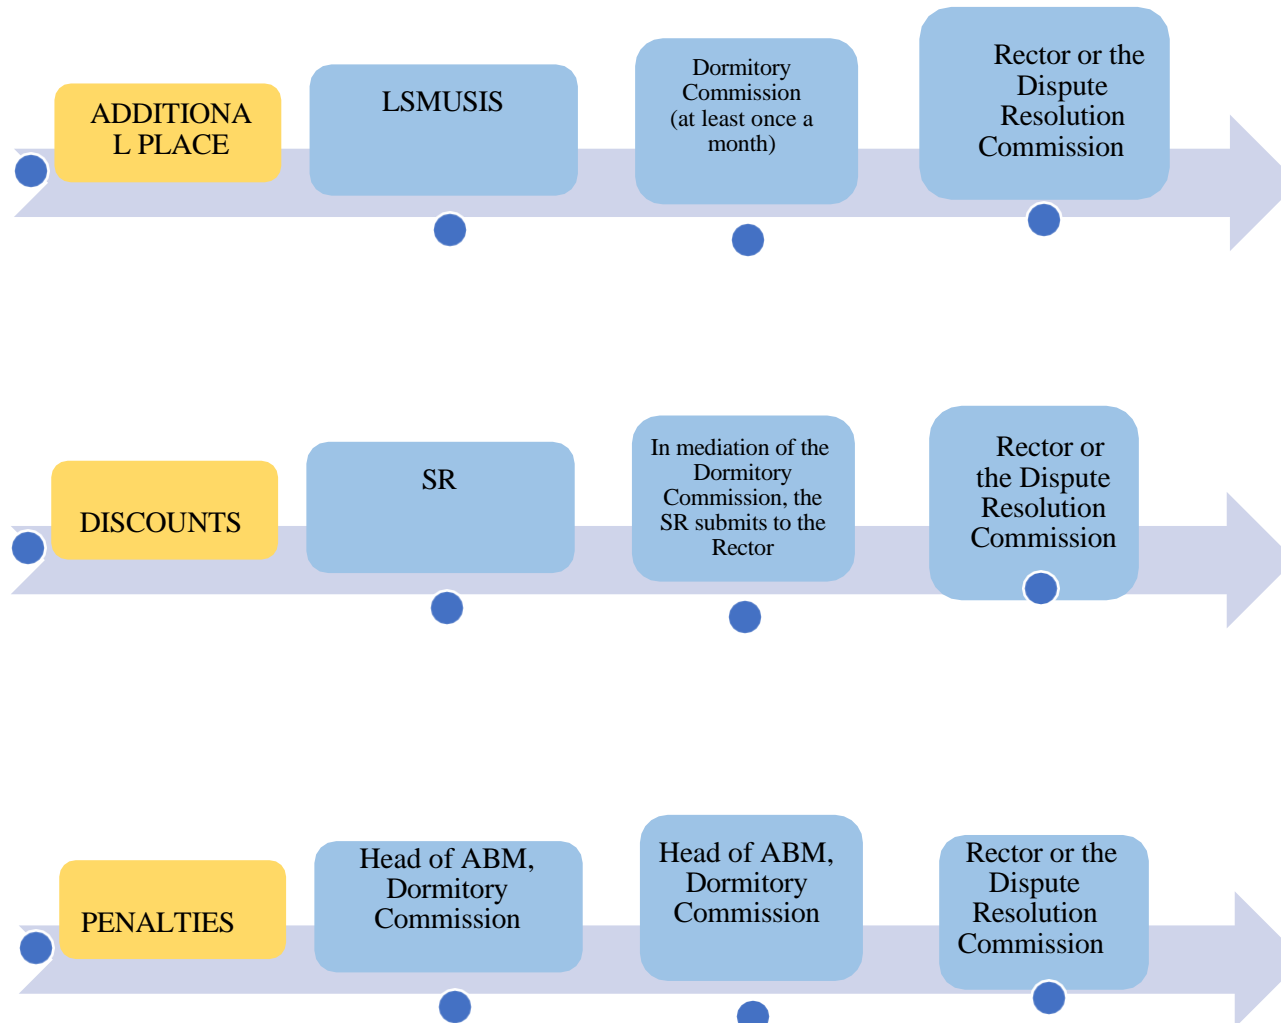 ADDITIONA
L PLACE
LSMUSIS
Dormitory
Commission
(at least once a
month)
Rector or the
Dispute
Resolution
Commission
DISCOUNTS
SR
In mediation of the
Dormitory
Commission, the
SR submits to the
Rector
Rector or
the Dispute
Resolution
Commission
PENALTIES
Head of ABM,
Dormitory
Commission
Head of ABM,
Dormitory
Commission
Rector or the
Dispute
Resolution
Commission